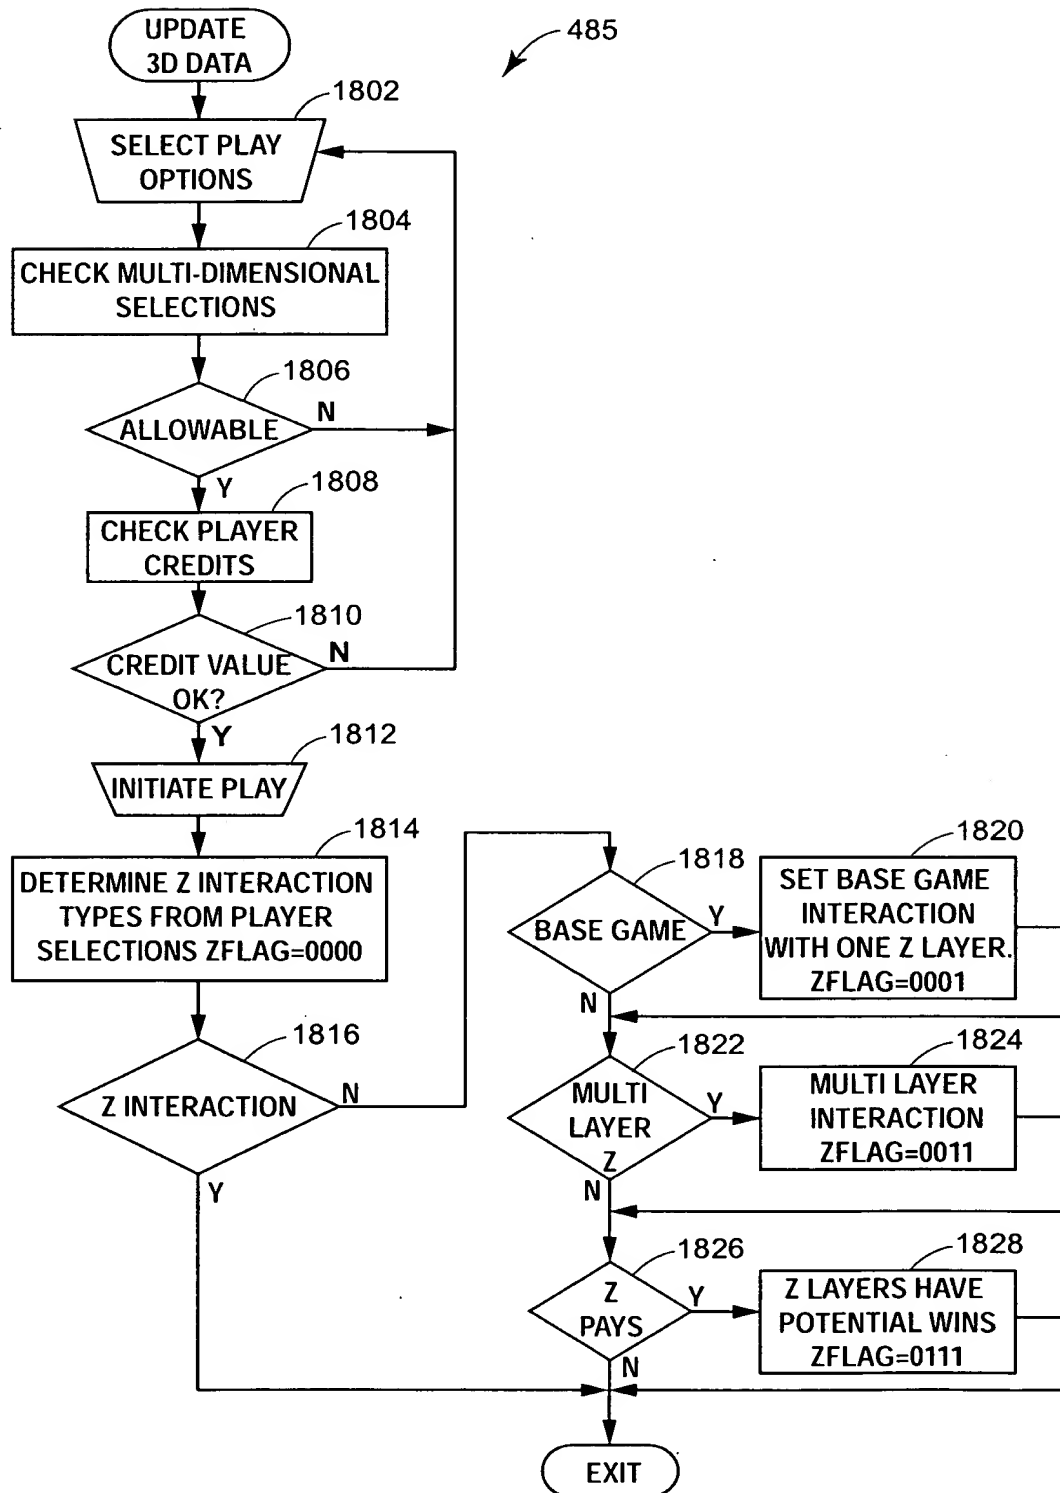 UPDATE
3D DATA
485
1802
SELECT PLAY
OPTIONS
1804
CHECK MULTI-DIMENSIONAL
SELECTIONS
1806
ALLOWABLE
N
Y
1808
CHECK PLAYER
CREDITS
1810
CREDIT VALUE
OK?
N
Y
1812
INITIATE PLAY
1814
DETERMINE Z INTERACTION
TYPES FROM PLAYER
SELECTIONS ZFLAG=0000
1816
Z INTERACTION
N
Y
1818
BASE GAME
Y
N
1820
SET BASE GAME
INTERACTION
WITH ONE Z LAYER.
ZFLAG=0001
1822
MULTI
LAYER
Z
Y
N
1824
MULTI LAYER
INTERACTION
ZFLAG=0011
1826
Z
PAYS
Y
N
1828
Z LAYERS HAVE
POTENTIAL WINS
ZFLAG=0111
EXIT